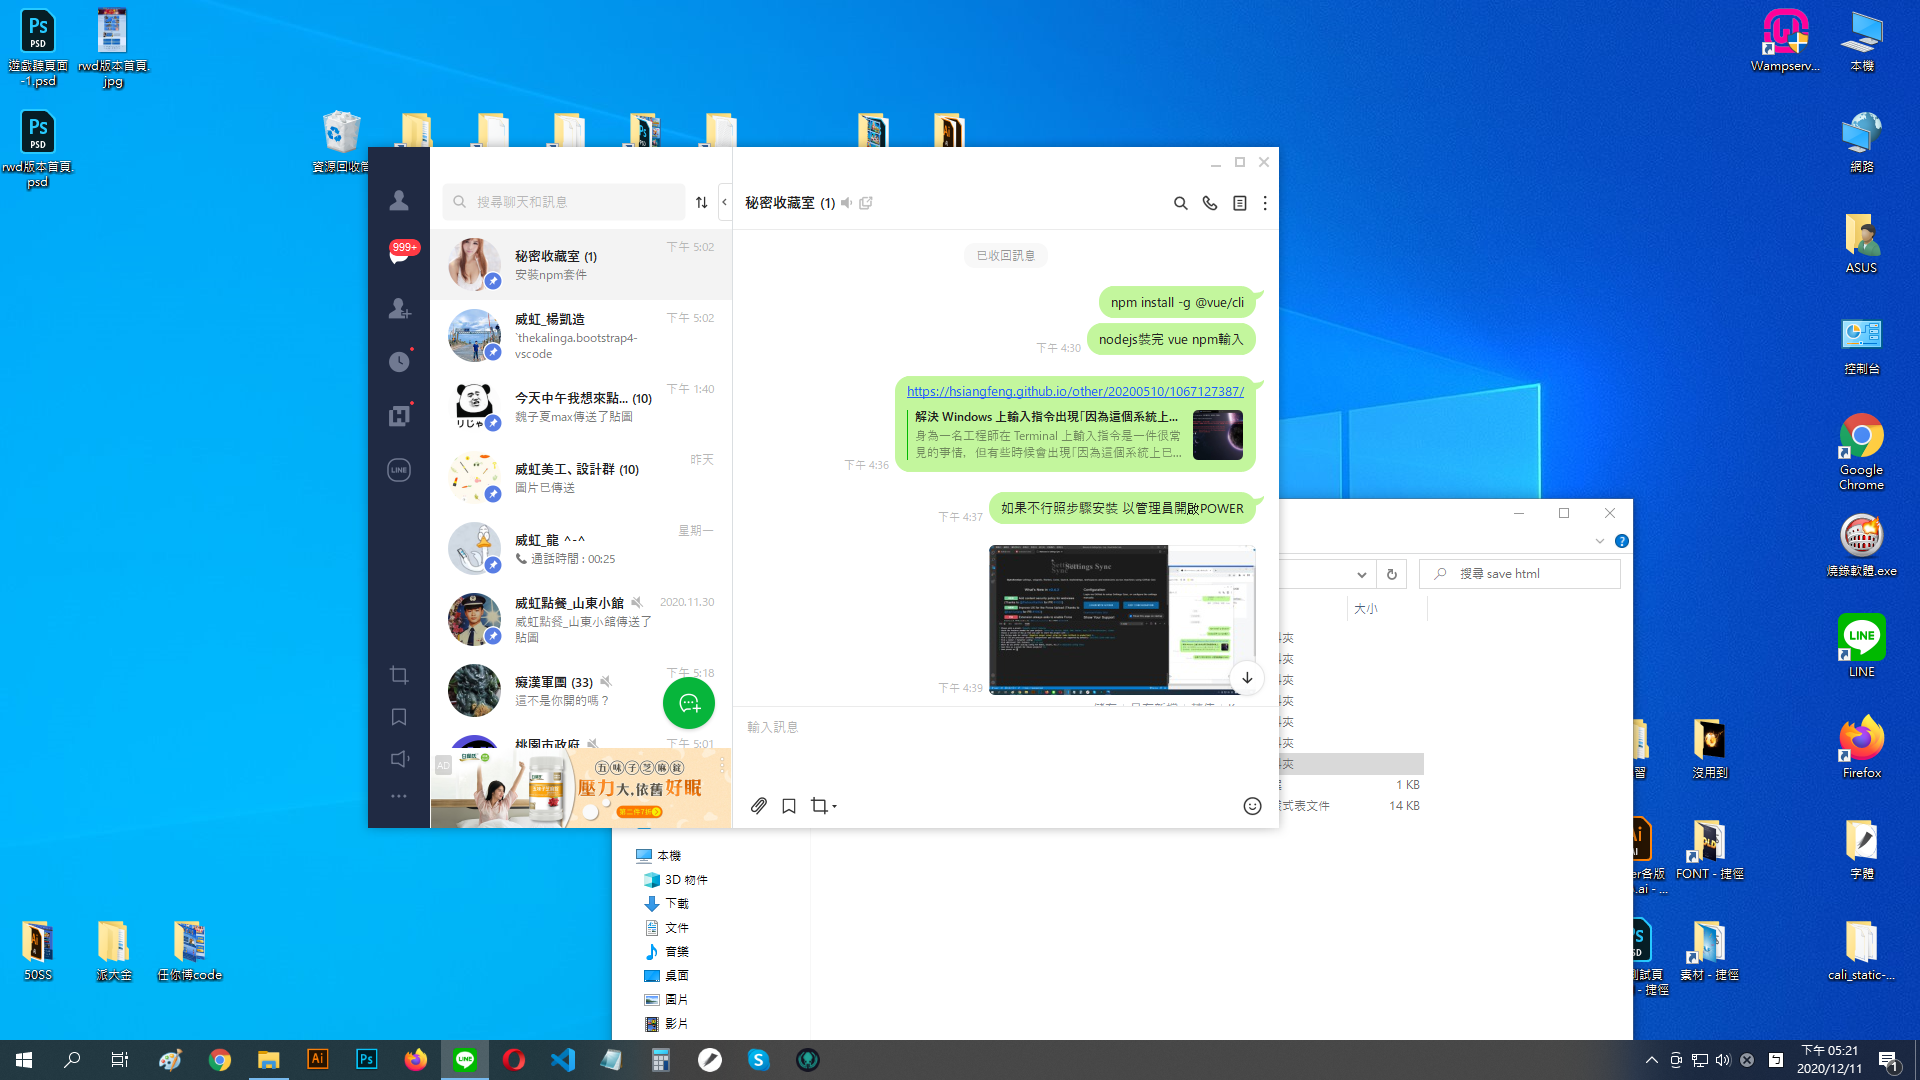 遊戲聽頁面
-1.psd
rwd版本首頁.
jpg
rwd版本首頁.
psd
資源回收筒
Wampserv...
本機
網路
ASUS
控制台
Google
Chrome
燒錄軟體.exe
LINE
Firefox
字體
cali_static-...
沒用到
FONT - 捷徑
素材 - 捷徑
50SS
派大金
任你博code
999+
搜尋聊天和訊息
秘密收藏室 (1)
下午 5:02
安裝npm套件
威虹_楊凱造
下午 5:02
`thekalinga.bootstrap4-
vscode
今天中午我想來點... (10)
下午 1:40
魏子夏max傳送了貼圖
威虹美工、設計群 (10)
昨天
圖片已傳送
威虹_龍 ^-^
星期一
通話時間 : 00:25
威虹點餐_山東小館
2020.11.30
威虹點餐_山東小館傳送了
貼圖
癡漢軍團 (33)
下午 5:18
這不是你開的嗎？
桃園市政府
下午 5:01
AD
五味子芝麻錠
壓力大,依舊好眠
第二件7折
秘密收藏室 (1)
已收回訊息
npm install -g @vue/cli
nodejs裝完 vue npm輸入
下午 4:30
https://hsiangfeng.github.io/other/20200510/1067127387/
解決 Windows 上輸入指令出現「因為這個系統上...
身為一名工程師在 Terminal 上輸入指令是一件很常
見的事情，但有些時候會出現「因為這個系統上已...
下午 4:36
如果不行照步驟安裝 以管理員開啟POWER
下午 4:37
Settings Sync
下午 4:39
輸入訊息
搜尋 save html
大小
1 KB
式表文件
14 KB
本機
3D 物件
下載
文件
音樂
桌面
圖片
影片
下午 05:21
2020/12/11